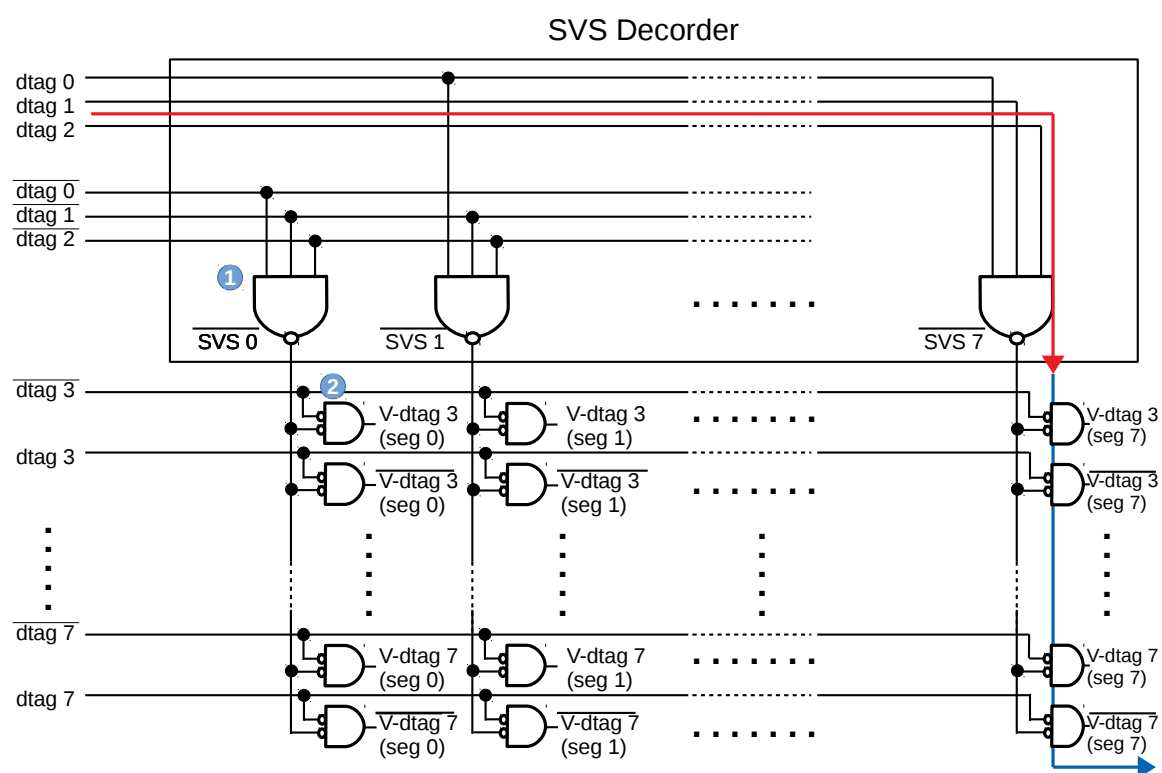 SVS Decorder
dtag 0
dtag 1
dtag 2
dtag 0
dtag 1
dtag 2
1
SVS 0
SVS 1
SVS 7
dtag 3
2
V-dtag 3
(seg 0)
V-dtag 3
(seg 1)
V-dtag 3
(seg 7)
dtag 3
V-dtag 3
(seg 0)
V-dtag 3
(seg 1)
V-dtag 3
(seg 7)
dtag 7
V-dtag 7
(seg 0)
V-dtag 7
(seg 1)
V-dtag 7
(seg 7)
dtag 7
V-dtag 7
(seg 0)
V-dtag 7
(seg 1)
V-dtag 7
(seg 7)